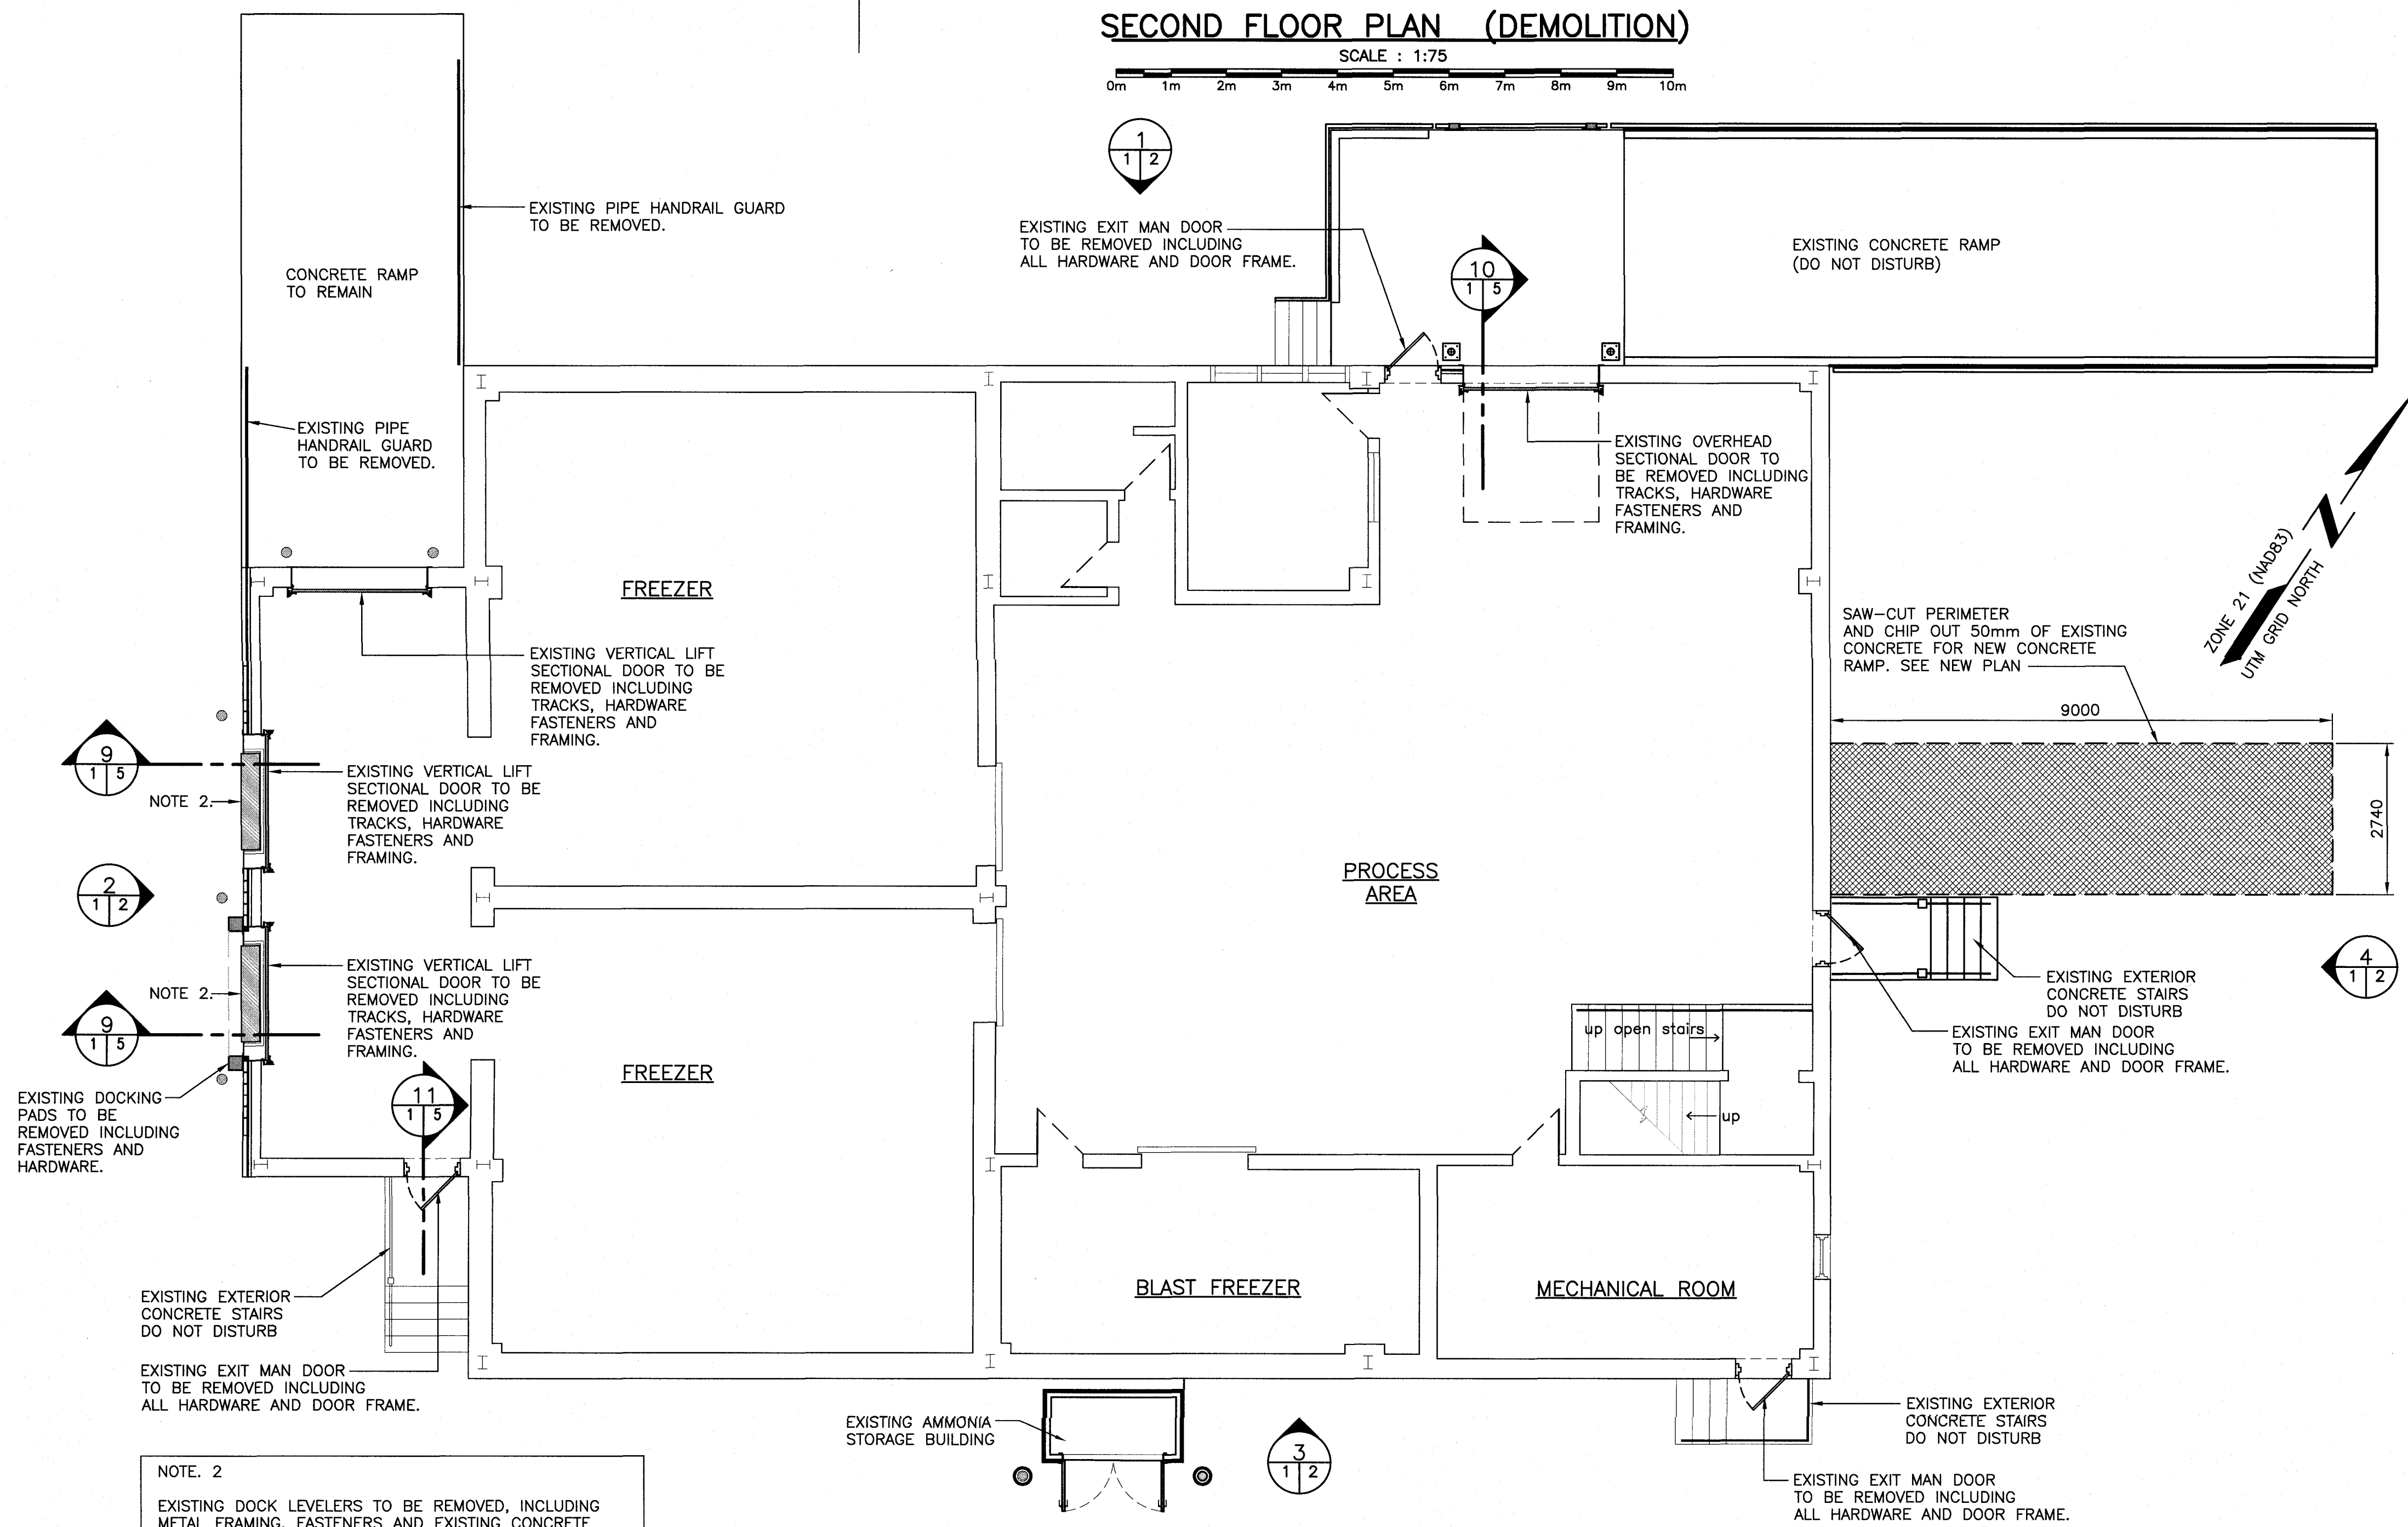 SECOND FLOOR PLAN (DEMOLITION)
SCALE : 1:75
0m 1m 2m 3m 4m 5m 6m 7m 8m 9m 10m
1
1 2
EXISTING PIPE HANDRAIL GUARD
TO BE REMOVED.
EXISTING EXIT MAN DOOR
TO BE REMOVED INCLUDING
ALL HARDWARE AND DOOR FRAME.
10
1 5
EXISTING CONCRETE RAMP
(DO NOT DISTURB)
CONCRETE RAMP
TO REMAIN
EXISTING PIPE
HANDRAIL GUARD
TO BE REMOVED.
EXISTING OVERHEAD
SECTIONAL DOOR TO
BE REMOVED INCLUDING
TRACKS, HARDWARE
FASTENERS AND
FRAMING.
ZONE 21 (NAD83)
UTM GRID NORTH
N
FREEZER
SAW-CUT PERIMETER
AND CHIP OUT 50mm OF EXISTING
CONCRETE FOR NEW CONCRETE
RAMP. SEE NEW PLAN
EXISTING VERTICAL LIFT
SECTIONAL DOOR TO BE
REMOVED INCLUDING
TRACKS, HARDWARE
FASTENERS AND
FRAMING.
9000
2740
9
1 5
NOTE 2.
EXISTING VERTICAL LIFT
SECTIONAL DOOR TO BE
REMOVED INCLUDING
TRACKS, HARDWARE
FASTENERS AND
FRAMING.
2
1 2
PROCESS
AREA
4
1 2
EXISTING VERTICAL LIFT
SECTIONAL DOOR TO BE
REMOVED INCLUDING
TRACKS, HARDWARE
FASTENERS AND
FRAMING.
NOTE 2.
9
1 5
EXISTING EXTERIOR
CONCRETE STAIRS
DO NOT DISTURB
up open stairs
EXISTING EXIT MAN DOOR
TO BE REMOVED INCLUDING
ALL HARDWARE AND DOOR FRAME.
FREEZER
11
1 5
EXISTING DOCKING
PADS TO BE
REMOVED INCLUDING
FASTENERS AND
HARDWARE.
up
EXISTING EXTERIOR
CONCRETE STAIRS
DO NOT DISTURB
BLAST FREEZER
MECHANICAL ROOM
EXISTING EXIT MAN DOOR
TO BE REMOVED INCLUDING
ALL HARDWARE AND DOOR FRAME.
EXISTING AMMONIA
STORAGE BUILDING
3
1 2
EXISTING EXTERIOR
CONCRETE STAIRS
DO NOT DISTURB
EXISTING EXIT MAN DOOR
TO BE REMOVED INCLUDING
ALL HARDWARE AND DOOR FRAME.
NOTE. 2
EXISTING DOCK LEVELERS TO BE REMOVED, INCLUDING
METAL FRAMING, FASTENERS AND EXISTING CONCRETE